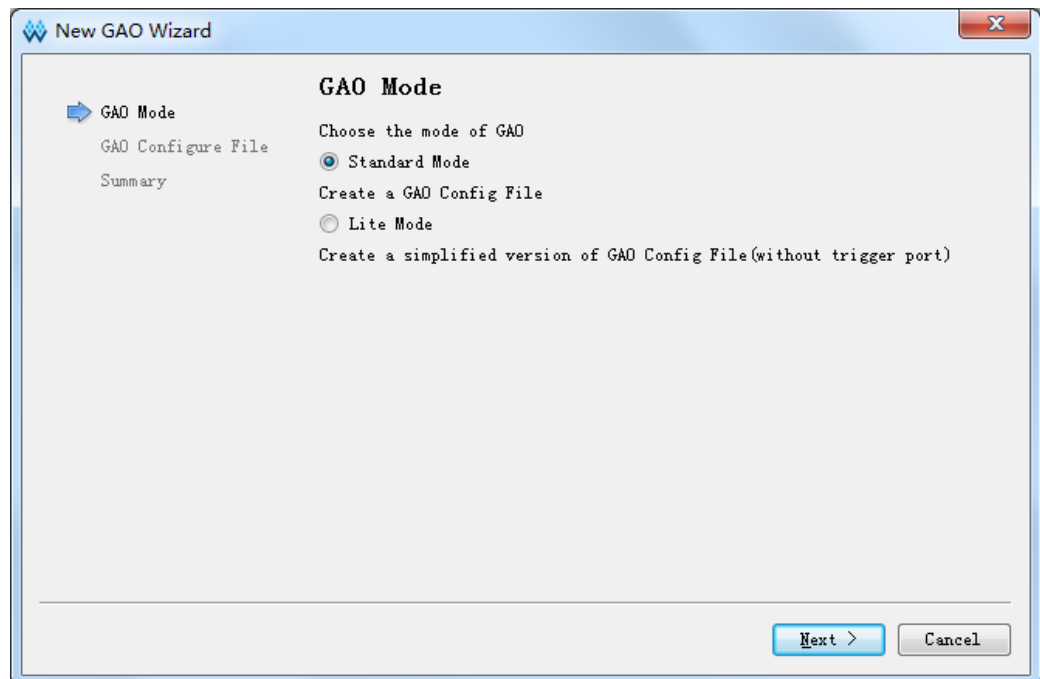 New GAO Wizard
GAO Mode
GAO Configure File
Summary
GAO Mode
Choose the mode of GAO
Standard Mode
Create a GAO Config File
Lite Mode
Create a simplified version of GAO Config File(without trigger port)
Next >
Cancel